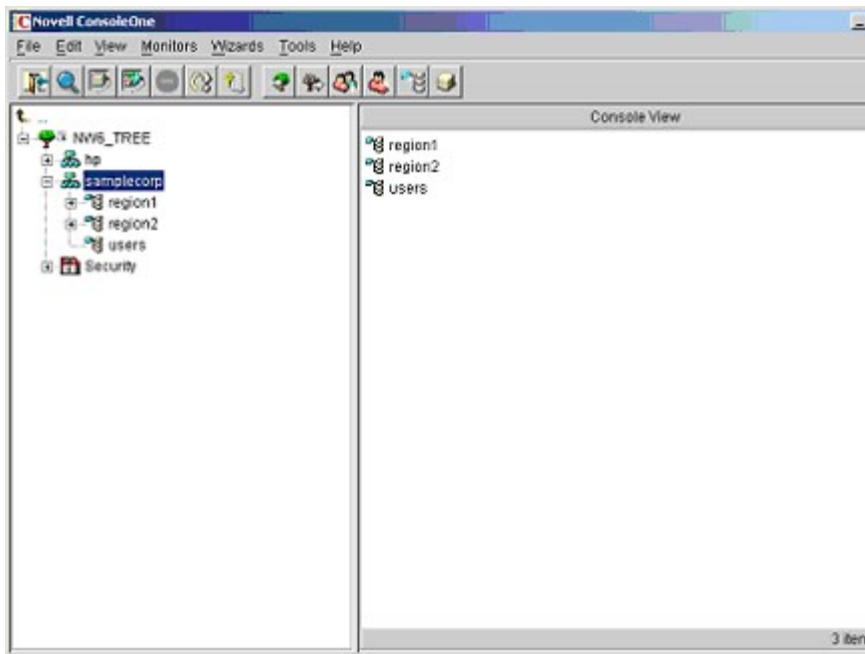 Novell ConsoleOne
File Edit View Monitors Wizards Tools Help
..
NW6_TREE
hp
samplecorp
region1
region2
users
Security
Console View
region1
region2
users
3 item